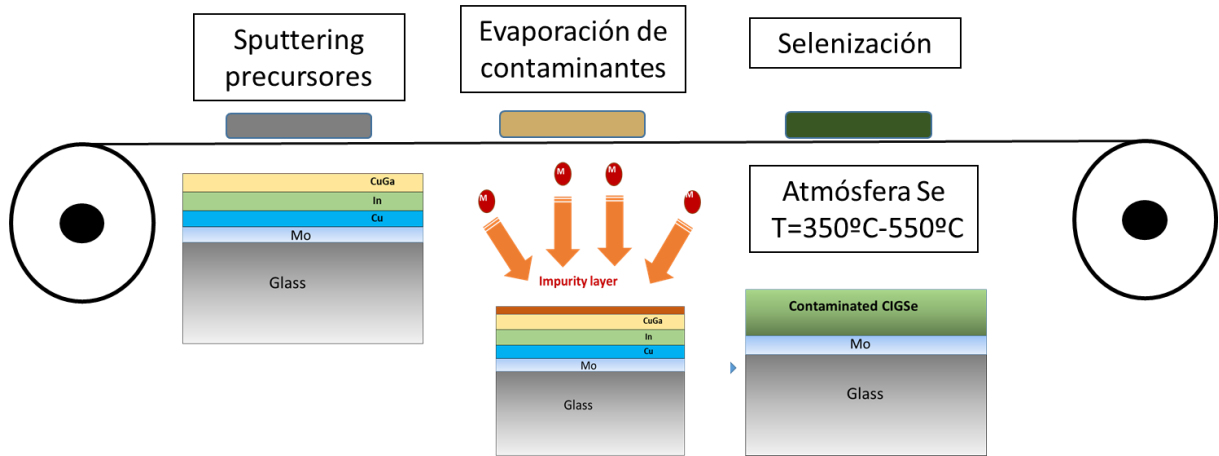 Sputtering
precursores
Evaporación de
contaminantes
Selenización
CuGa
In
Cu
Mo
Glass
M
M
M
M
Impurity layer
CuGa
In
Cu
Mo
Glass
Atmósfera Se
T=350ºC-550ºC
Contaminated CIGSe
Mo
Glass